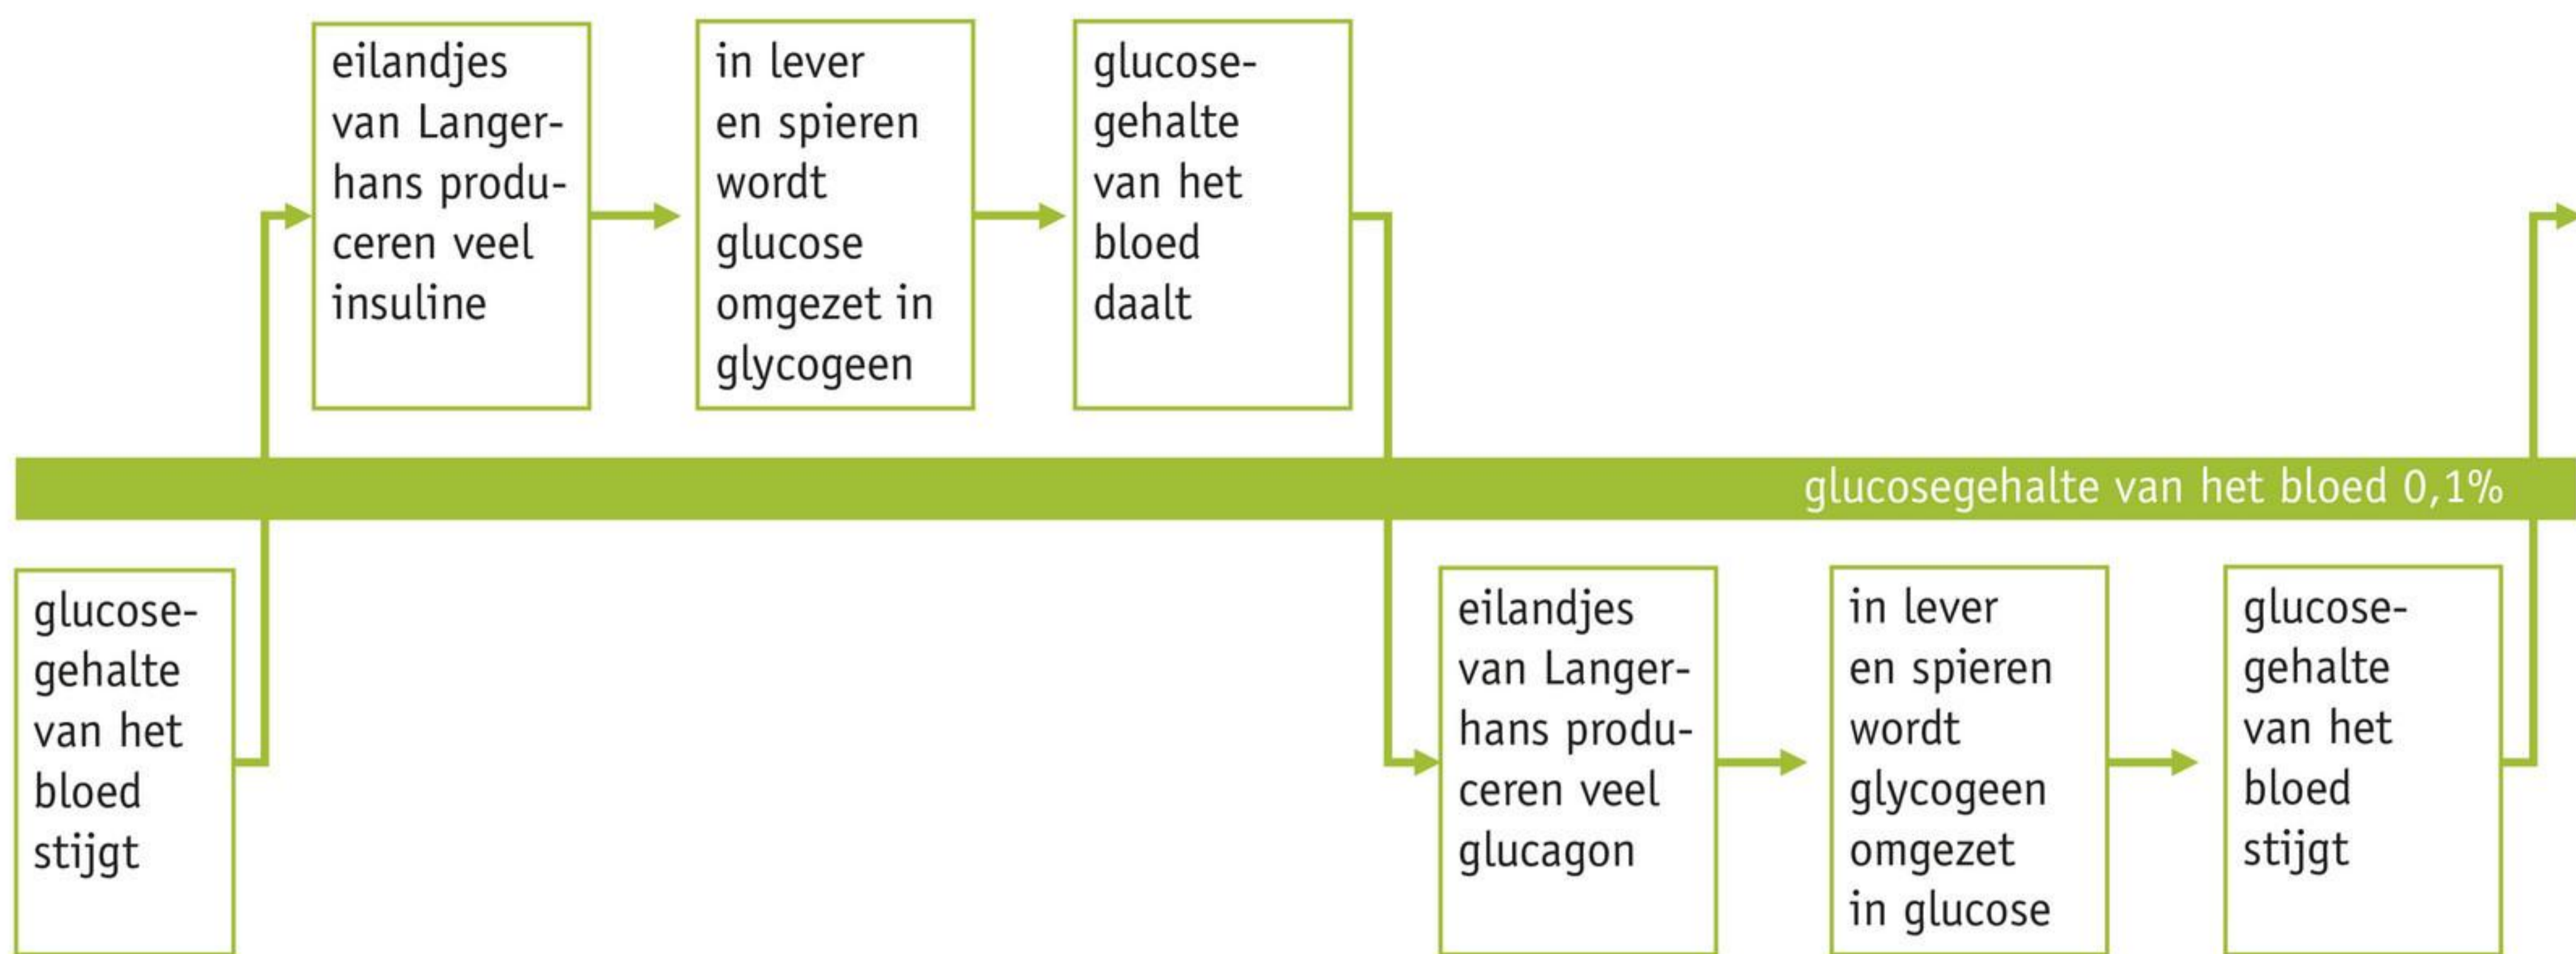 eilandjes
van Langer-
hans produ-
ceren veel
insuline
in lever
en spieren
wordt
glucose
omgezet in
glycogeen
glucose-
gehalte
van het
bloed
daalt
glucosegehalte van het bloed 0,1%
glucose-
gehalte
van het
bloed
stijgt
eilandjes
van Langer-
hans produ-
ceren veel
glucagon
in lever
en spieren
wordt
glycogeen
omgezet
in glucose
glucose-
gehalte
van het
bloed
stijgt